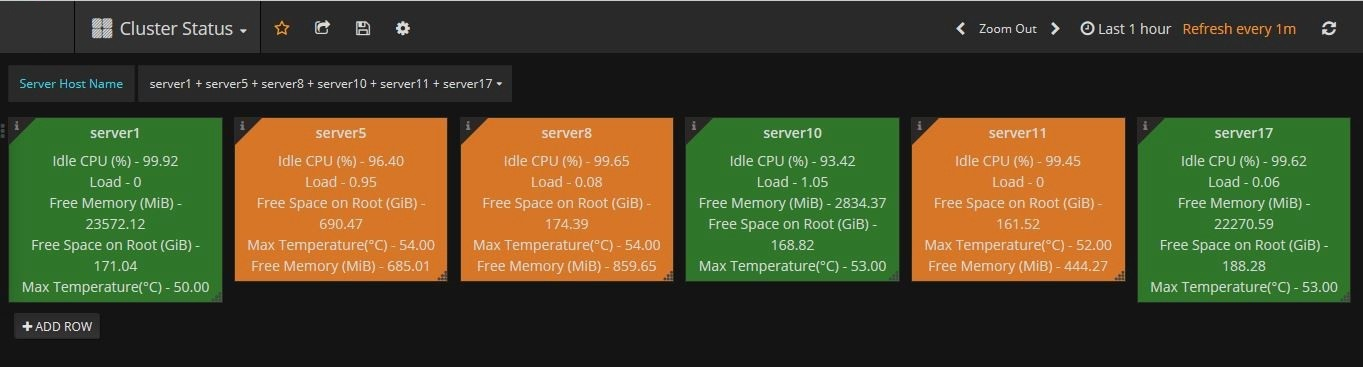 Cluster Status
Zoom Out
Last 1 hour Refresh every 1m
Server Host Name
server1 + server5 + server8 + server10 + server11 + server17
server1
Idle CPU (%) - 99.92
Load - 0
Free Memory (MiB) -
23572.12
Free Space on Root (GiB) -
171.04
Max Temperature(°C) - 50.00
server5
Idle CPU (%) - 96.40
Load - 0.95
Free Space on Root (GiB) -
690.47
Max Temperature(°C) - 54.00
Free Memory (MiB) - 685.01
server8
Idle CPU (%) - 99.65
Load - 0.08
Free Space on Root (GiB) -
174.39
Max Temperature(°C) - 54.00
Free Memory (MiB) - 859.65
server10
Idle CPU (%) - 93.42
Load - 1.05
Free Memory (MiB) - 2834.37
Free Space on Root (GiB) -
168.82
Max Temperature(°C) - 53.00
server11
Idle CPU (%) - 99.45
Load - 0
Free Space on Root (GiB) -
161.52
Max Temperature(°C) - 52.00
Free Memory (MiB) - 444.27
server17
Idle CPU (%) - 99.62
Load - 0.06
Free Memory (MiB) -
22270.59
Free Space on Root (GiB) -
188.28
Max Temperature(°C) - 53.00
+ ADD ROW